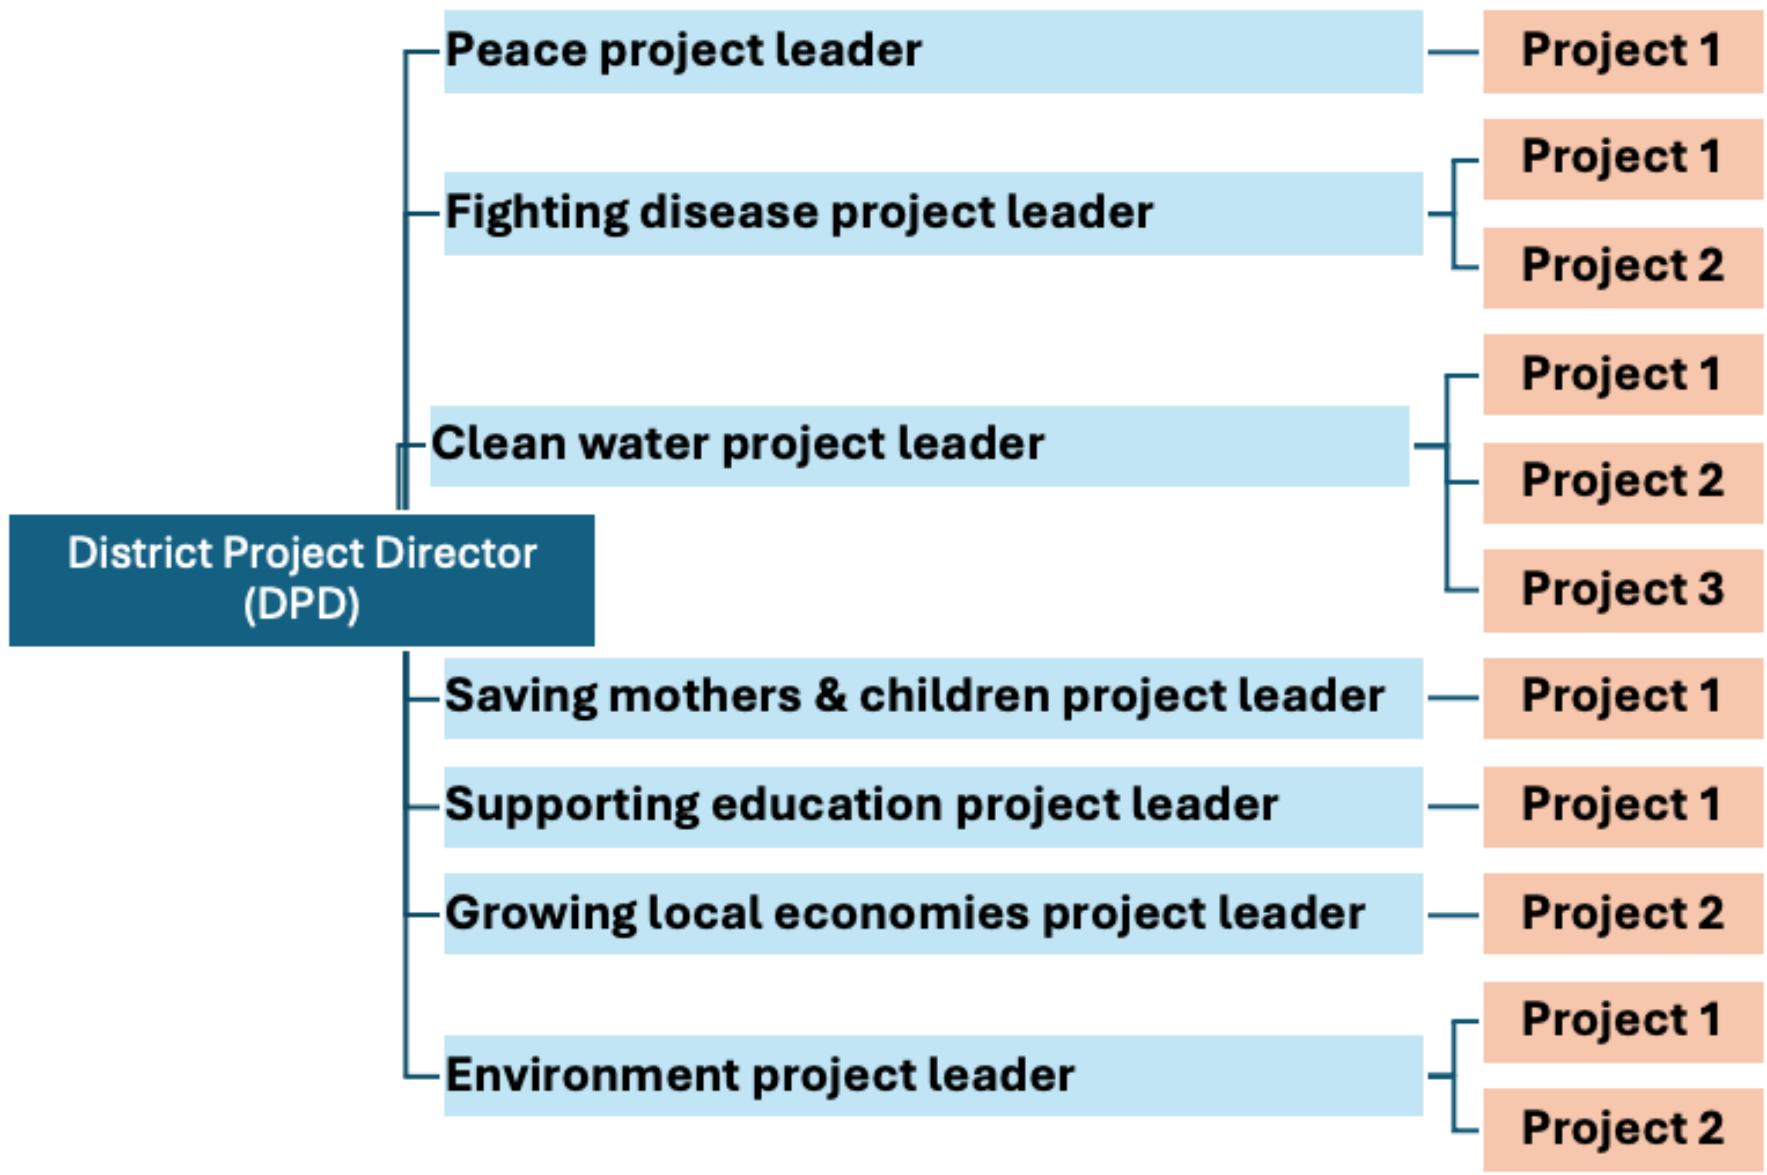 Peace project leader
Project 1
Fighting disease project leader
Project 1
Project 2
Clean water project leader
Project 1
Project 2
Project 3
District Project Director
(DPD)
Saving mothers & children project leader
Project 1
Supporting education project leader
Project 1
Growing local economies project leader
Project 2
Environment project leader
Project 1
Project 2